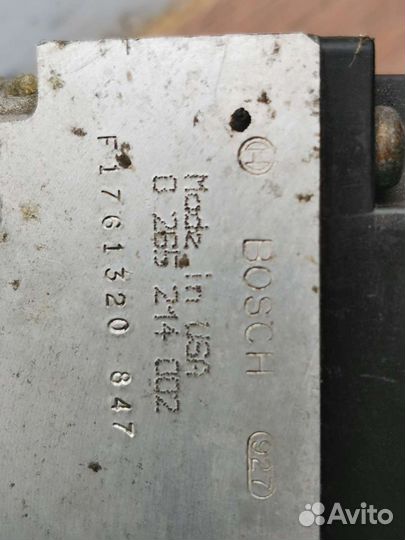 BOSCH 927
Made in USA
0 265 214 002
F1761320 847
Avito